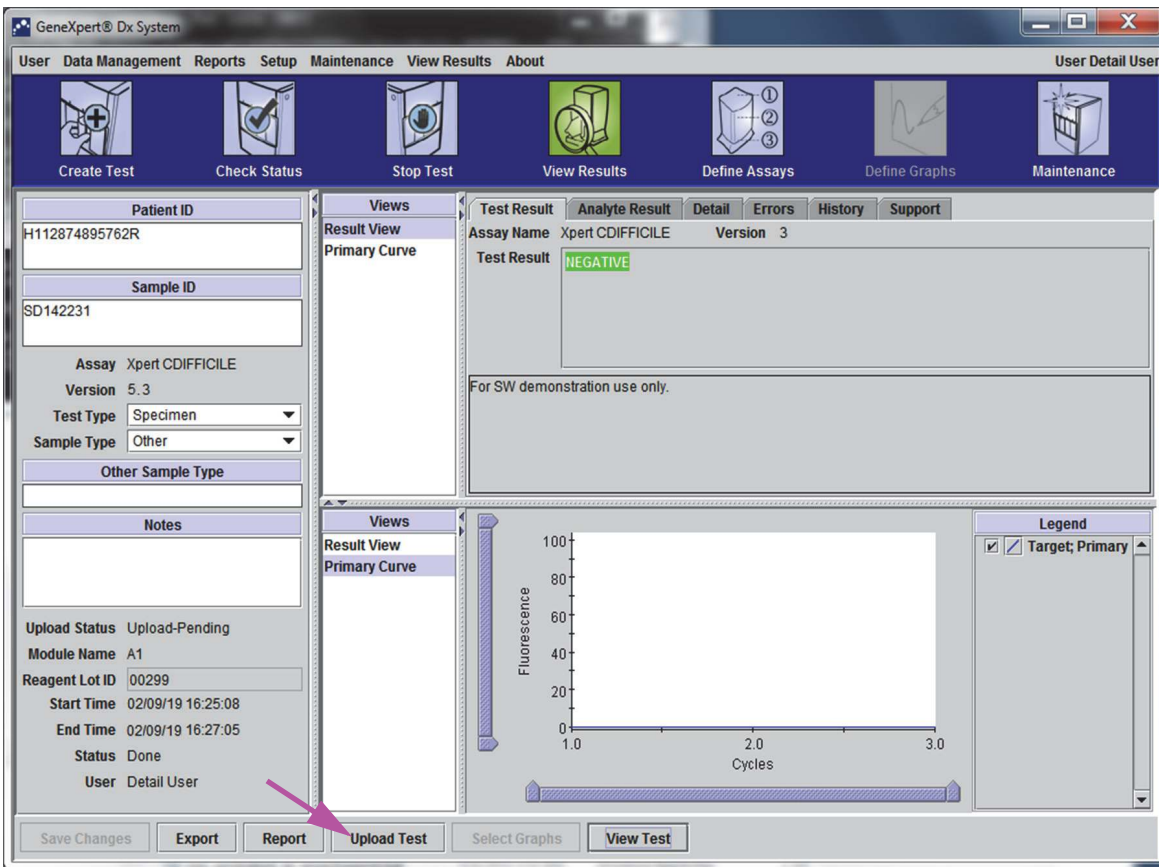 GeneXpert® Dx System
User Data Management Reports Setup Maintenance View Results About User Detail User
Create Test Check Status Stop Test View Results Define Assays Define Graphs Maintenance
Patient ID
H112874895762R
Sample ID
SD142231
Assay Xpert CDIFFICILE
Version 5.3
Test Type Specimen
Sample Type Other
Other Sample Type
Notes
Upload Status Upload-Pending
Module Name A1
Reagent Lot ID 00299
Start Time 02/09/19 16:25:08
End Time 02/09/19 16:27:05
Status Done
User Detail User
Views
Result View
Primary Curve
Test Result Analyte Result Detail Errors History Support
Assay Name Xpert CDIFFICILE Version 3
Test Result NEGATIVE
For SW demonstration use only.
Views
Result View
Primary Curve
Fluorescence
100
80
60
40
20
0
1.0 2.0 3.0
Cycles
Legend
Target; Primary
Save Changes Export Report Upload Test Select Graphs View Test